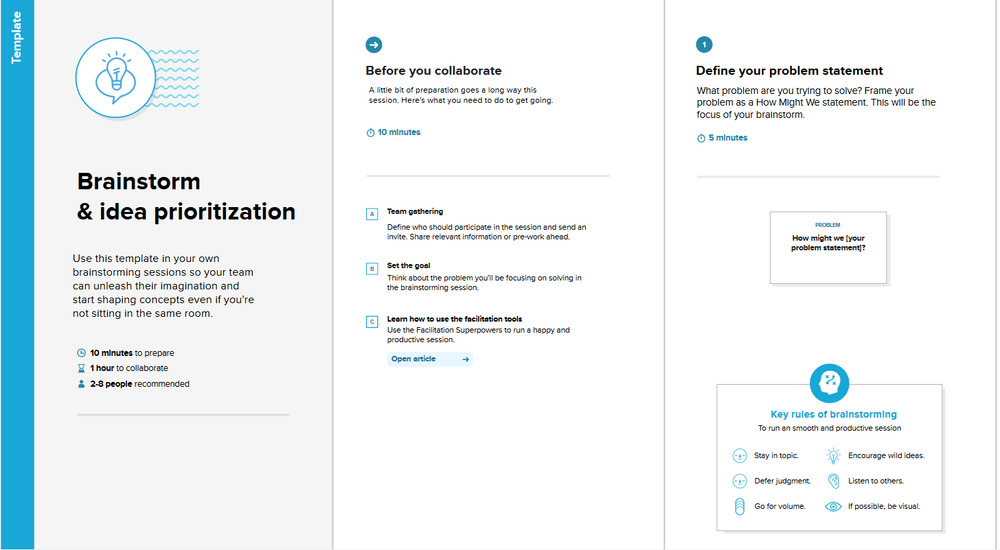 Template
Brainstorm
& idea prioritization
Use this template in your own
brainstorming sessions so your team
can unleash their imagination and
start shaping concepts even if you're
not sitting in the same room.
10 minutes to prepare
1 hour to collaborate
2-8 people recommended
Before you collaborate
A little bit of preparation goes a long way this
session. Here's what you need to do to get going.
10 minutes
A
Team gathering
Define who should participate in the session and send an
invite. Share relevant information or pre-work ahead.
B
Set the goal
Think about the problem you'll be focusing on solving in
the brainstorming session.
C
Learn how to use the facilitation tools
Use the Facilitation Superpowers to run a happy and
productive session.
Open article
1
Define your problem statement
What problem are you trying to solve? Frame your
problem as a How Might We statement. This will be the
focus of your brainstorm.
5 minutes
PROBLEM
How might we [your
problem statement]?
Key rules of brainstorming
To run an smooth and productive session
Stay in topic.
Encourage wild ideas.
Defer judgment.
Listen to others.
Go for volume.
If possible, be visual.